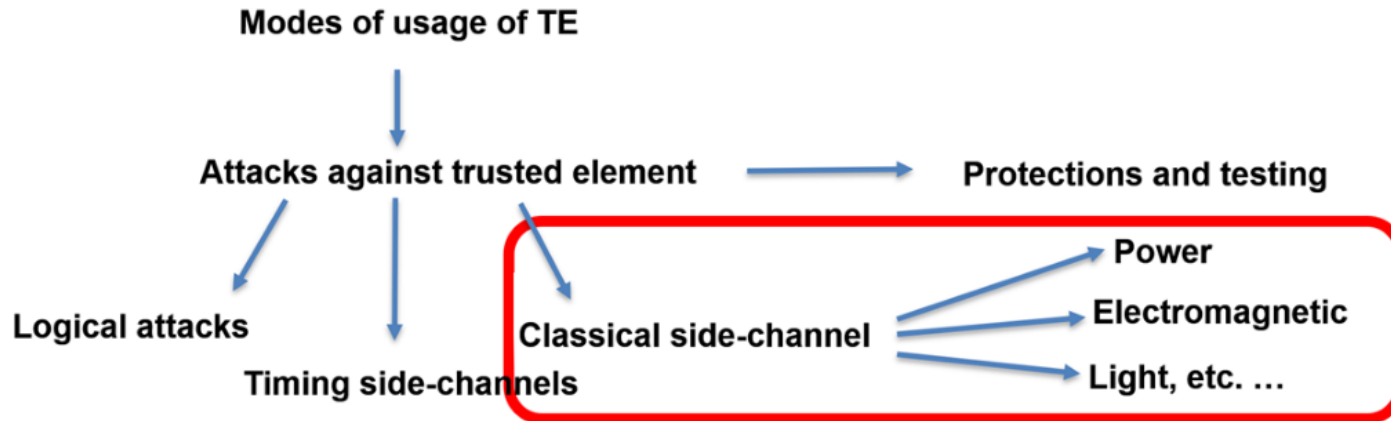 Modes of usage of TE
Attacks against trusted element
Protections and testing
Logical attacks
Timing side-channels
Classical side-channel
Power
Electromagnetic
Light, etc. …